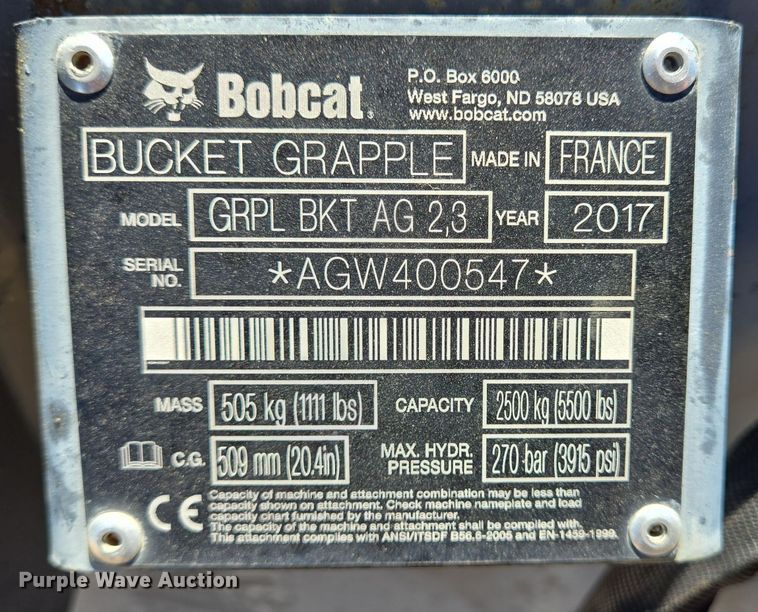 Bobcat®
P.O. Box 6000
West Fargo, ND 58078 USA
www.bobcat.com
BUCKET GRAPPLE MADE IN FRANCE
MODEL GRPL BKT AG 2,3 YEAR 2017
SERIAL NO. *AGW400547*
MASS 505 kg (1111 lbs) CAPACITY 2500 kg (5500 lbs)
C.G. 509 mm (20.4in) MAX. HYDR. PRESSURE 270 bar (3915 psi)
CE
Capacity of machine and attachment combination may be less than
capacity shown on attachment. Check machine nameplate and load
capacity chart furnished by the manufacturer.
The capacity of the machine and attachment shall be complied with.
This attachment complies with ANSI/ITSDF B56.6-2005 and EN-1459-1999.
Purple Wave Auction